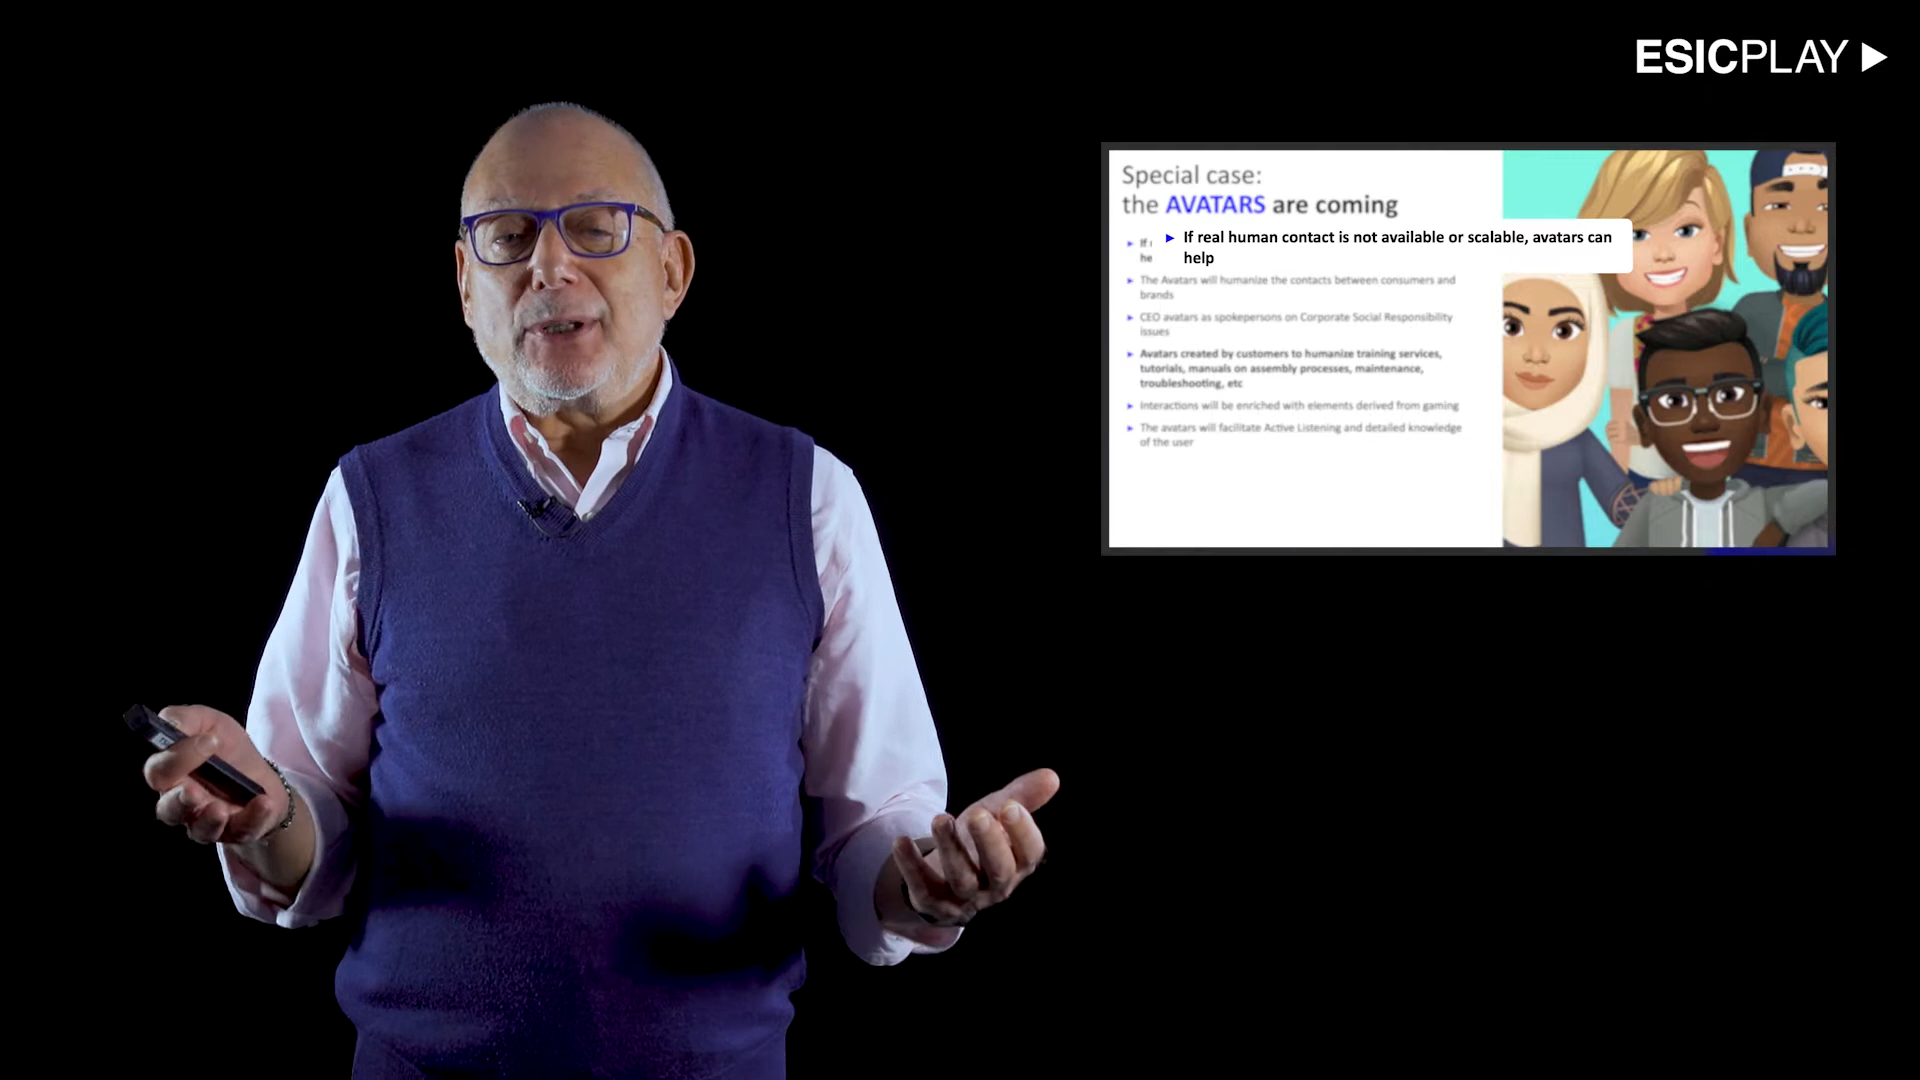 ESICPLAY
Special case:
the AVATARS are coming
If
he
If real human contact is not available or scalable, avatars can
help
The Avatars will humanize the contacts between consumers and
brands
CEO avatars as spokepersons on Corporate Social Responsibility
issues
Avatars created by customers to humanize training services,
tutorials, manuals on assembly processes, maintenance,
troubleshooting, etc
Interactions will be enriched with elements derived from gaming
The avatars will facilitate Active Listening and detailed knowledge
of the user